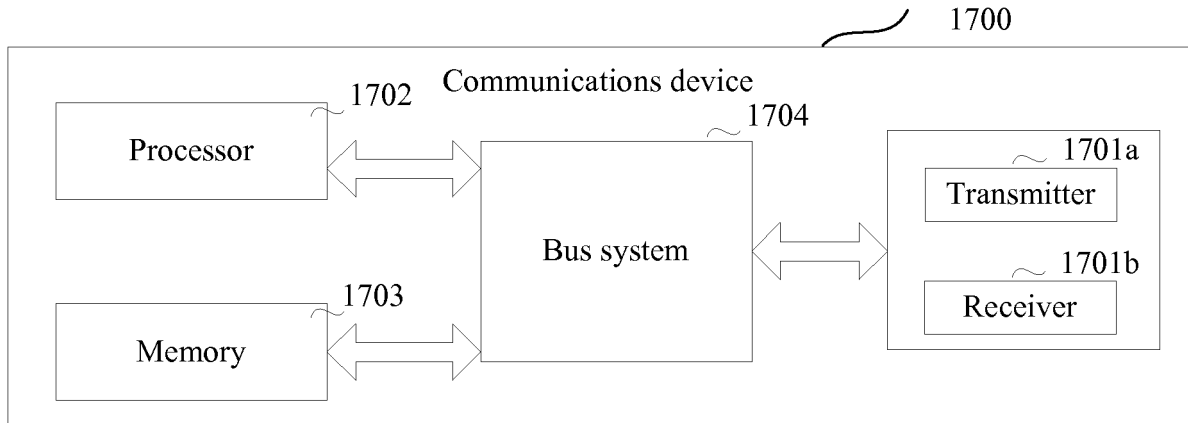 1700
Communications device
1702
Processor
1704
Bus system
1701a
Transmitter
1701b
Receiver
1703
Memory